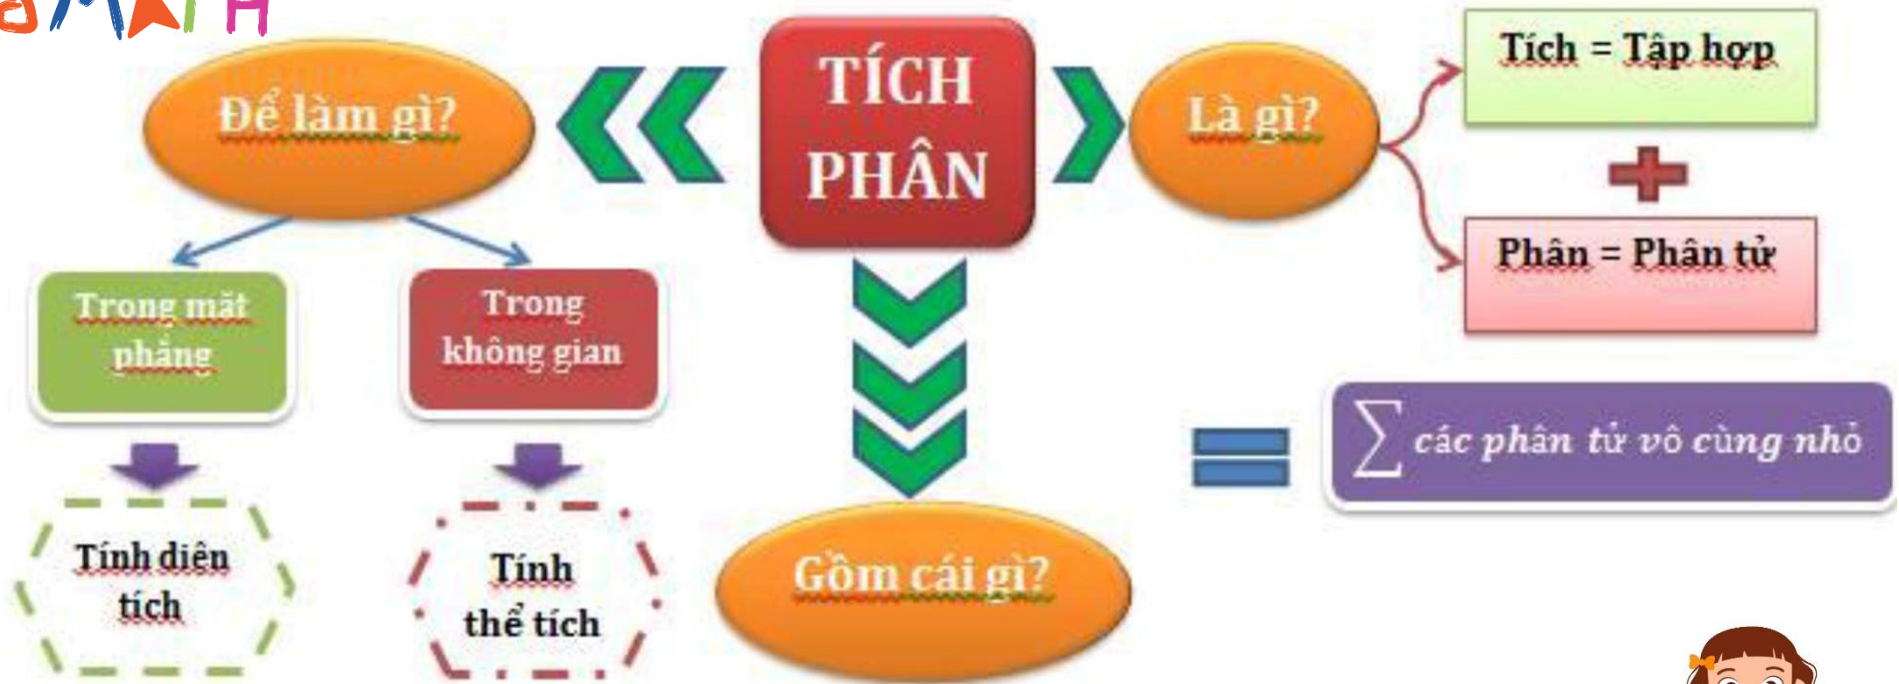 TÍCH
PHÂN
Để làm gì?
Trong mặt
phẳng
Tính diện
tích
Trong
không gian
Tính
thể tích
Gồm cái gì?
Là gì?
Tích = Tập hợp
+
Phân = Phân tử
=
∑ các phân tử vô cùng nhỏ